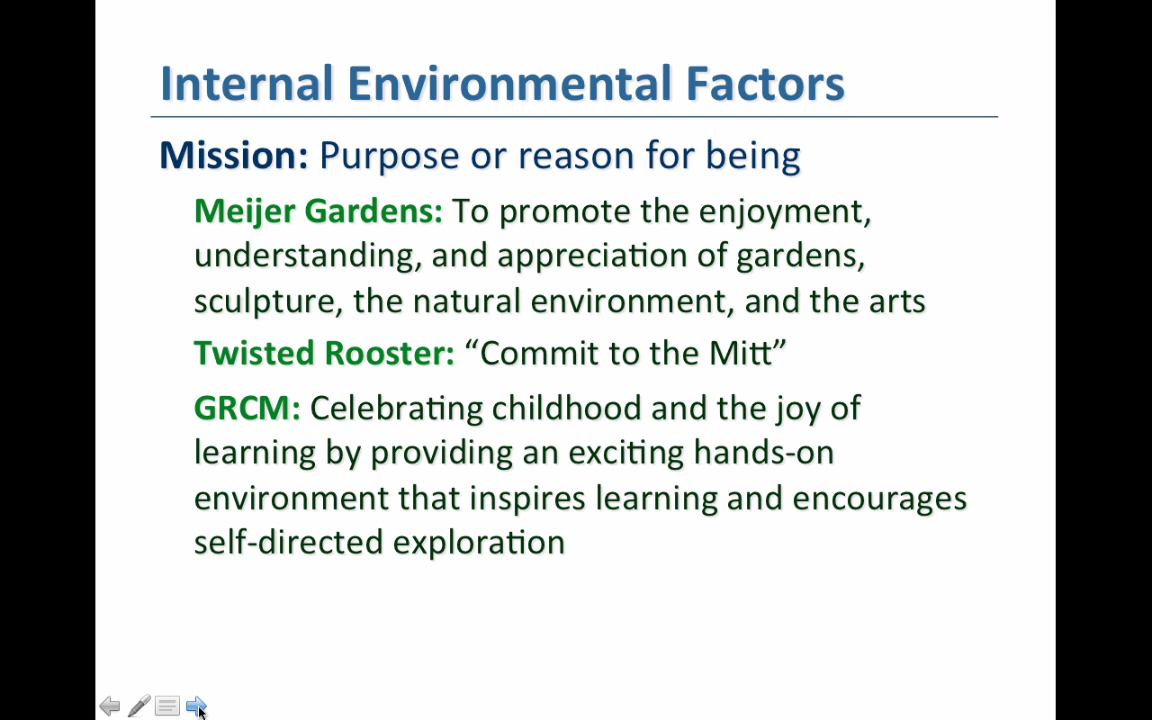 Internal Environmental Factors
Mission: Purpose or reason for being
Meijer Gardens: To promote the enjoyment,
understanding, and appreciation of gardens,
sculpture, the natural environment, and the arts
Twisted Rooster: “Commit to the Mitt”
GRCM: Celebrating childhood and the joy of
learning by providing an exciting hands-on
environment that inspires learning and encourages
self-directed exploration